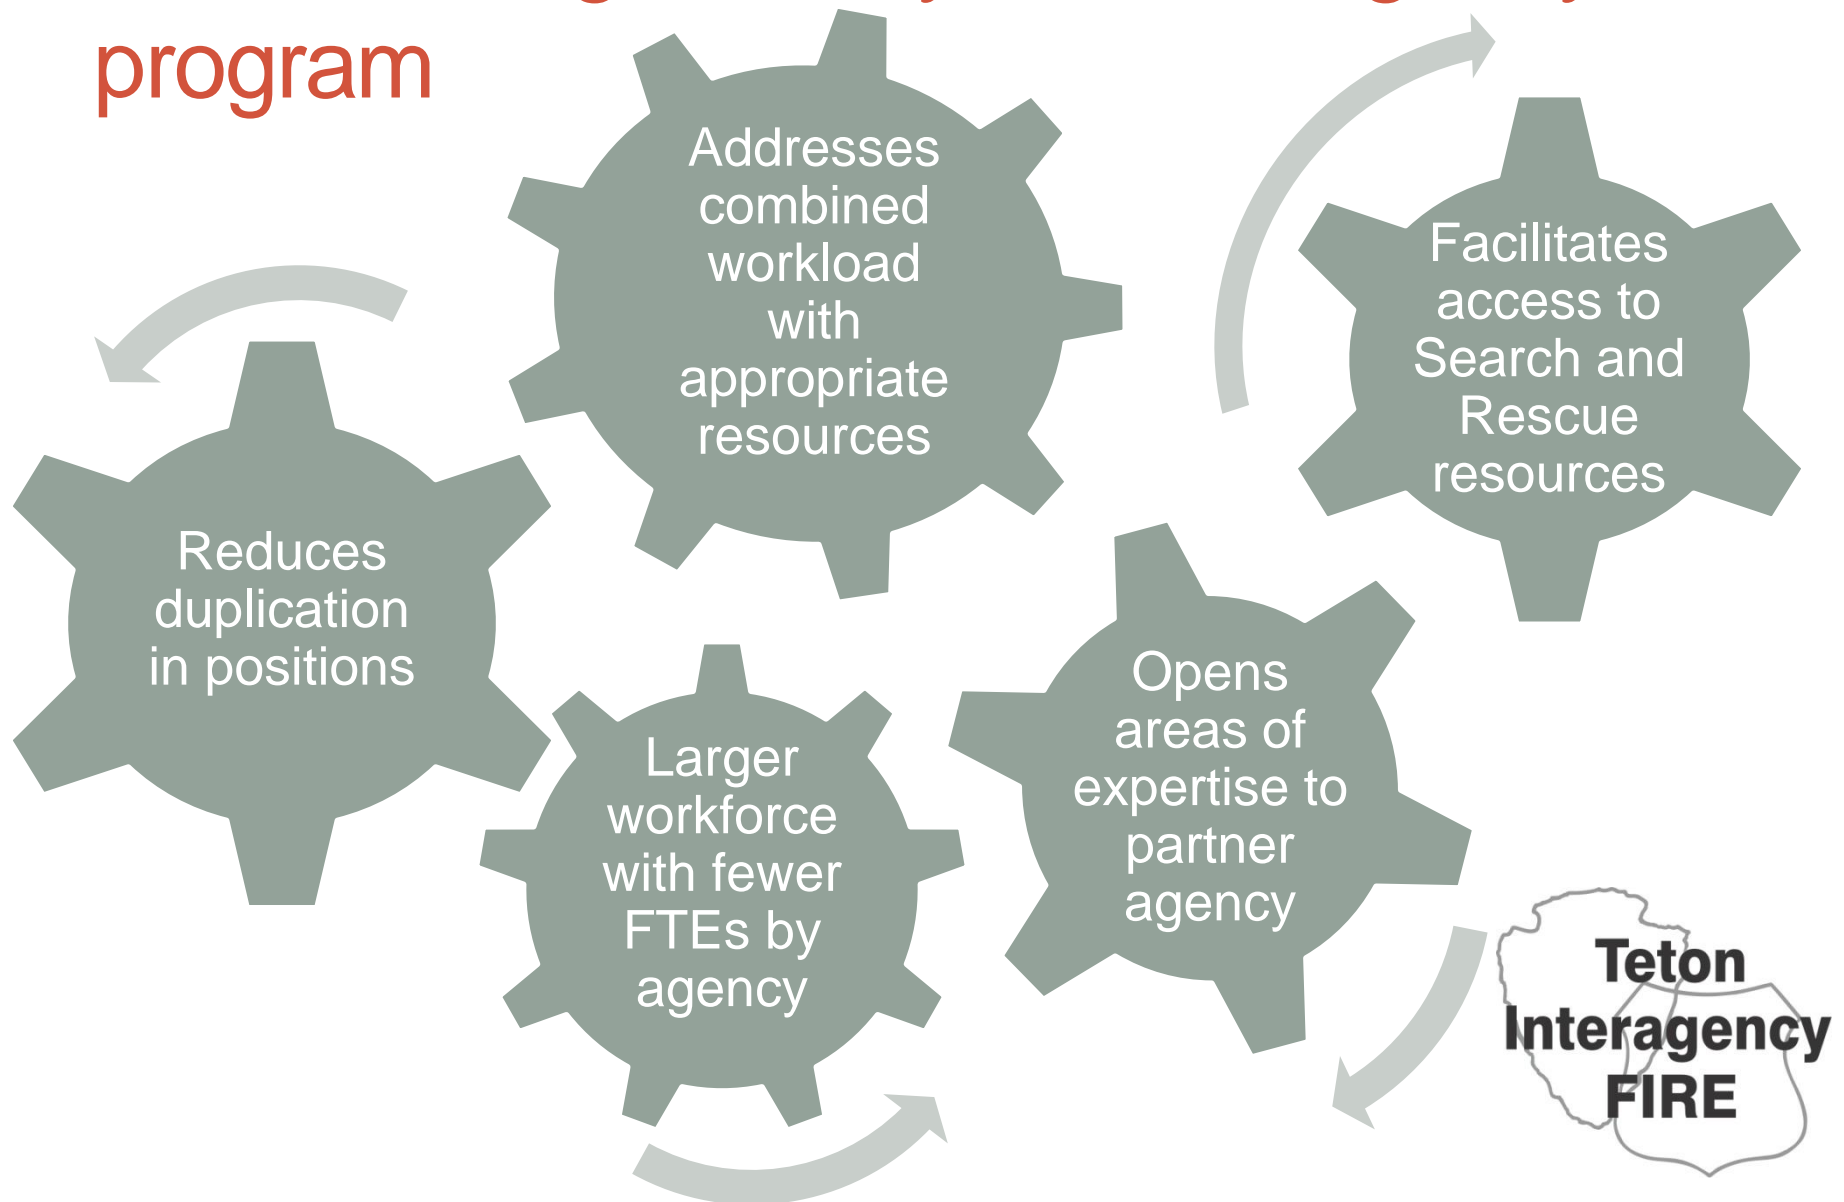 program
Addresses
combined
workload
with
appropriate
resources
Facilitates
access to
Search and
Rescue
resources
Reduces
duplication
in positions
Larger
workforce
with fewer
FTEs by
agency
Opens
areas of
expertise to
partner
agency
Teton
Interagency
FIRE